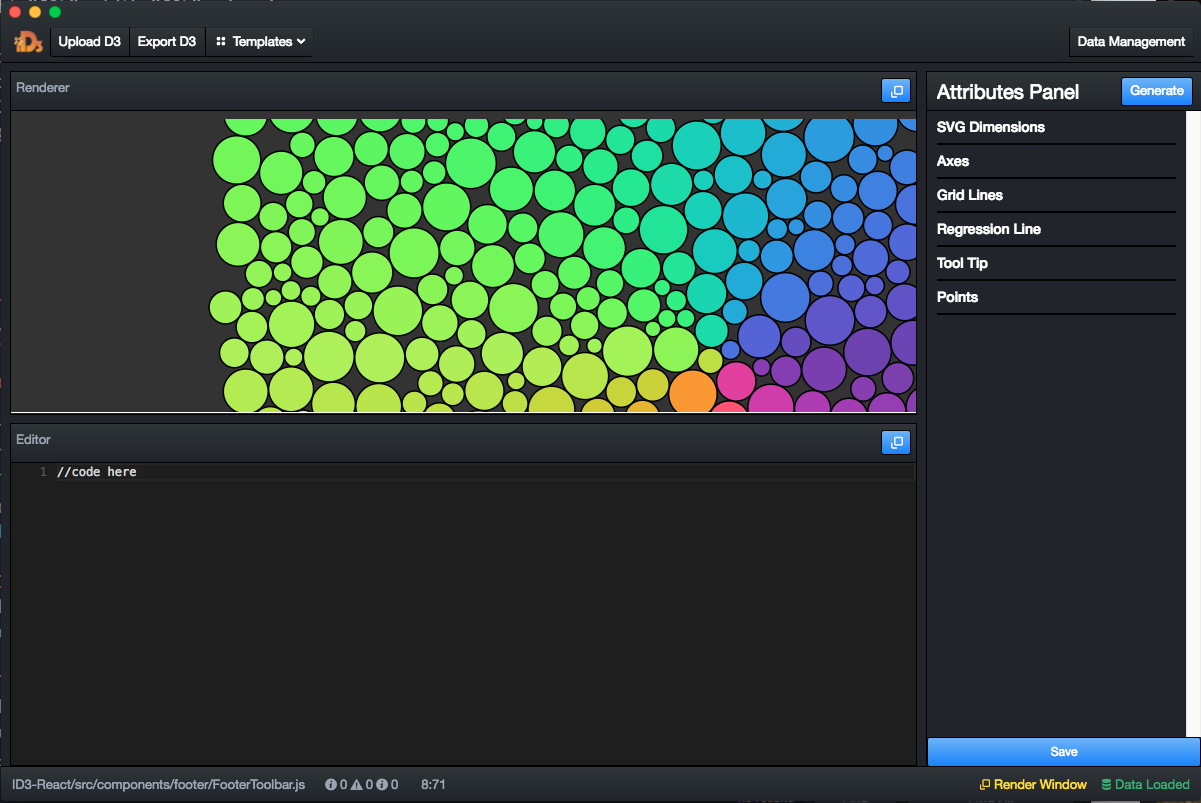 iD3
Upload D3 Export D3 Templates Data Management
Renderer
Attributes Panel Generate
SVG Dimensions
Axes
Grid Lines
Regression Line
Tool Tip
Points
Editor
1 //code here
Save
ID3-React/src/components/footer/FooterToolbar.js 0 0 0 8:71 Render Window Data Loaded